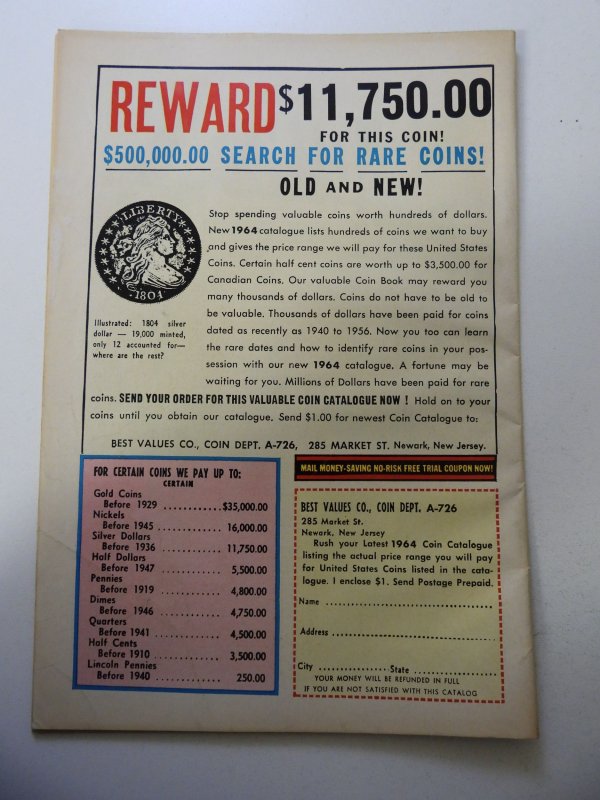 REWARD $11,750.00
FOR THIS COIN!
$500,000.00 SEARCH FOR RARE COINS!
OLD AND NEW!
LIBERTY
1804
Illustrated: 1804 silver
dollar — 19,000 minted,
only 12 accounted for—
where are the rest?
Stop spending valuable coins worth hundreds of dollars.
New 1964 catalogue lists hundreds of coins we want to buy
and gives the price range we will pay for these United States
Coins. Certain half cent coins are worth up to $3,500.00 for
Canadian Coins. Our valuable Coin Book may reward you
many thousands of dollars. Coins do not have to be old to
be valuable. Thousands of dollars have been paid for coins
dated as recently as 1940 to 1956. Now you too can learn
the rare dates and how to identify rare coins in your pos-
session with our new 1964 catalogue. A fortune may be
waiting for you. Millions of Dollars have been paid for rare
coins. SEND YOUR ORDER FOR THIS VALUABLE COIN CATALOGUE NOW ! Hold on to your
coins until you obtain our catalogue. Send $1.00 for newest Coin Catalogue to:
BEST VALUES CO., COIN DEPT. A-726, 285 MARKET ST. Newark, New Jersey.
FOR CERTAIN COINS WE PAY UP TO:
CERTAIN
Gold Coins
Before 1929 ............$35,000.00
Nickels
Before 1945 ............. 16,000.00
Silver Dollars
Before 1936 ............. 11,750.00
Half Dollars
Before 1947 ............. 5,500.00
Pennies
Before 1919 ............. 4,800.00
Dimes
Before 1946 ............. 4,750.00
Quarters
Before 1941 ............. 4,500.00
Half Cents
Before 1910 ............. 3,500.00
Lincoln Pennies
Before 1940 ............. 250.00
MAIL MONEY-SAVING NO-RISK FREE TRIAL COUPON NOW!
BEST VALUES CO., COIN DEPT. A-726
285 Market St.
Newark, New Jersey
Rush your Latest 1964 Coin Catalogue
listing the actual price range you will pay
for United States Coins listed in the cata-
logue. I enclose $1. Send Postage Prepaid.
Name ..............................
Address ..............................
City .................. State ..................
YOUR MONEY WILL BE REFUNDED IN FULL
IF YOU ARE NOT SATISFIED WITH THIS CATALOG